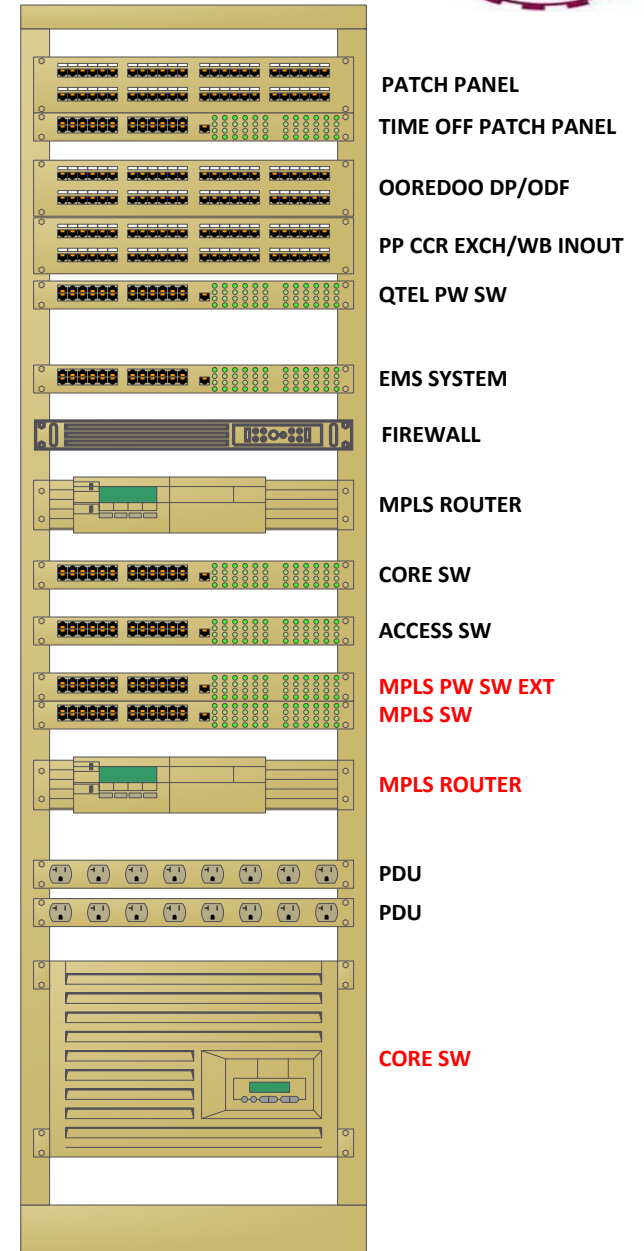 PATCH PANEL
TIME OFF PATCH PANEL
OOREDOO DP/ODF
PP CCR EXCH/WB INOUT
QTEL PW SW
EMS SYSTEM
FIREWALL
MPLS ROUTER
CORE SW
ACCESS SW
MPLS PW SW EXT
MPLS SW
MPLS ROUTER
PDU
PDU
CORE SW